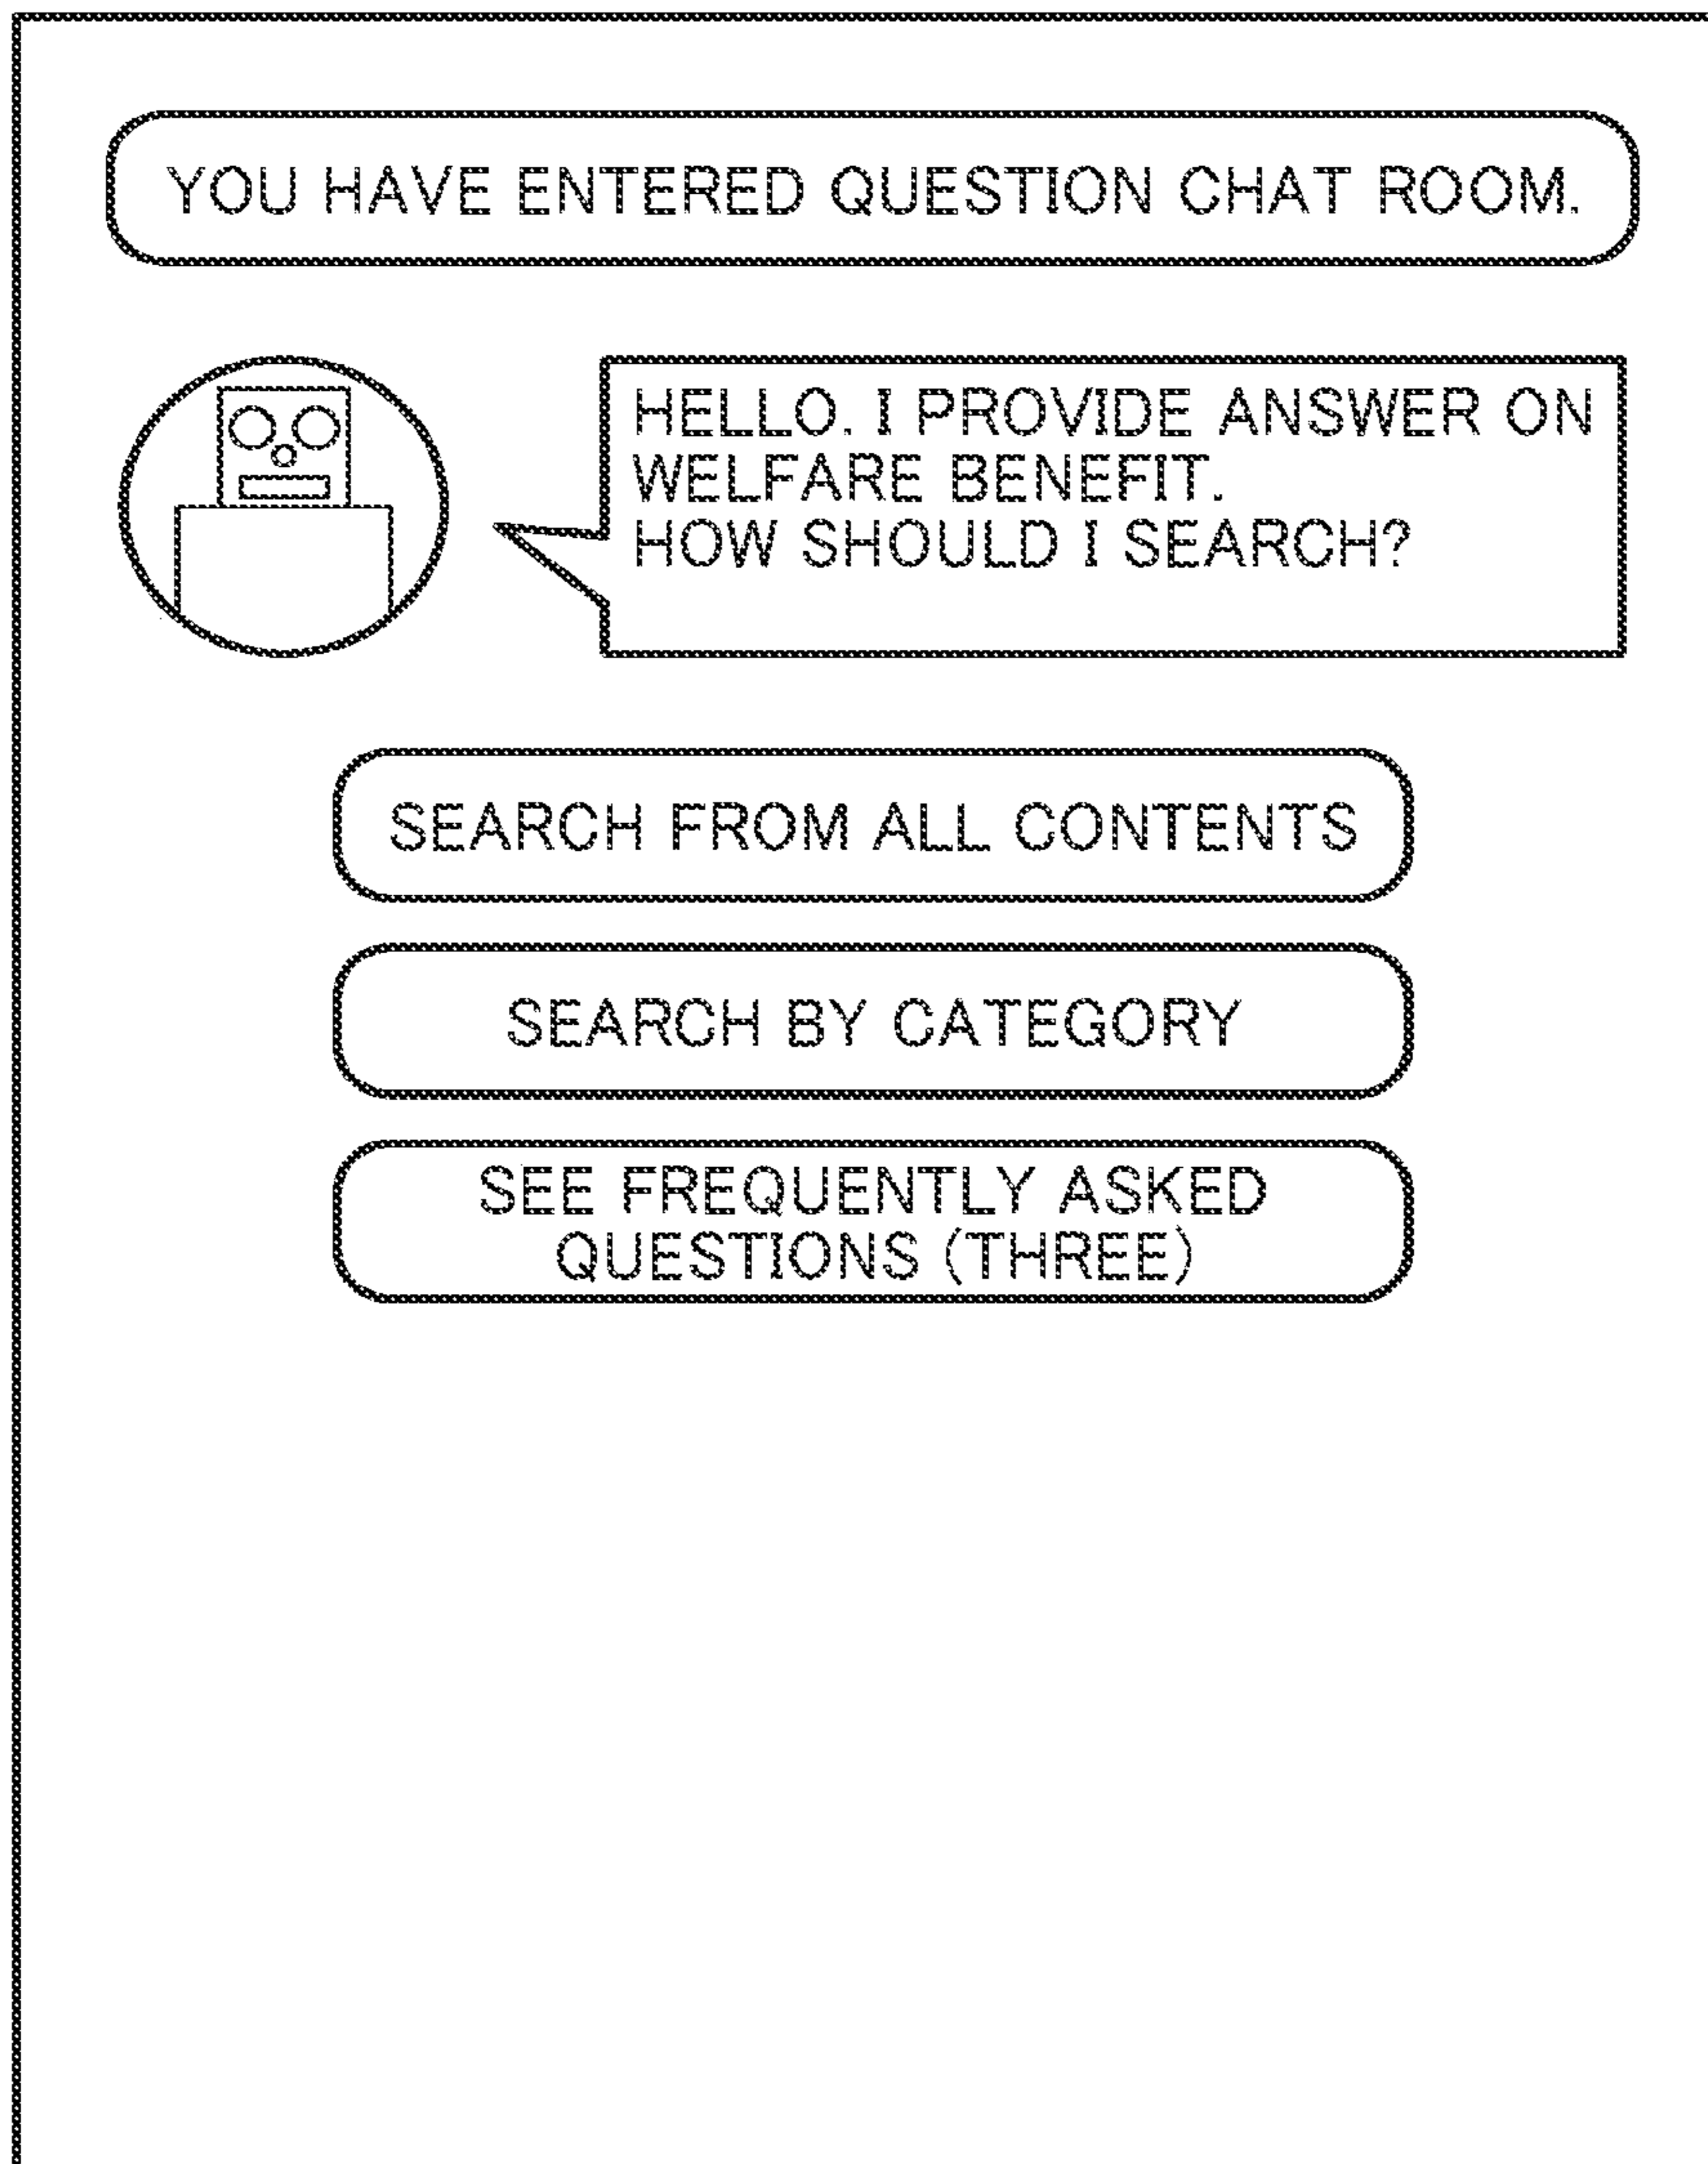 YOU HAVE ENTERED QUESTION CHAT ROOM.
HELLO. I PROVIDE ANSWER ON
WELFARE BENEFIT.
HOW SHOULD I SEARCH?
SEARCH FROM ALL CONTENTS
SEARCH BY CATEGORY
SEE FREQUENTLY ASKED
QUESTIONS (THREE)